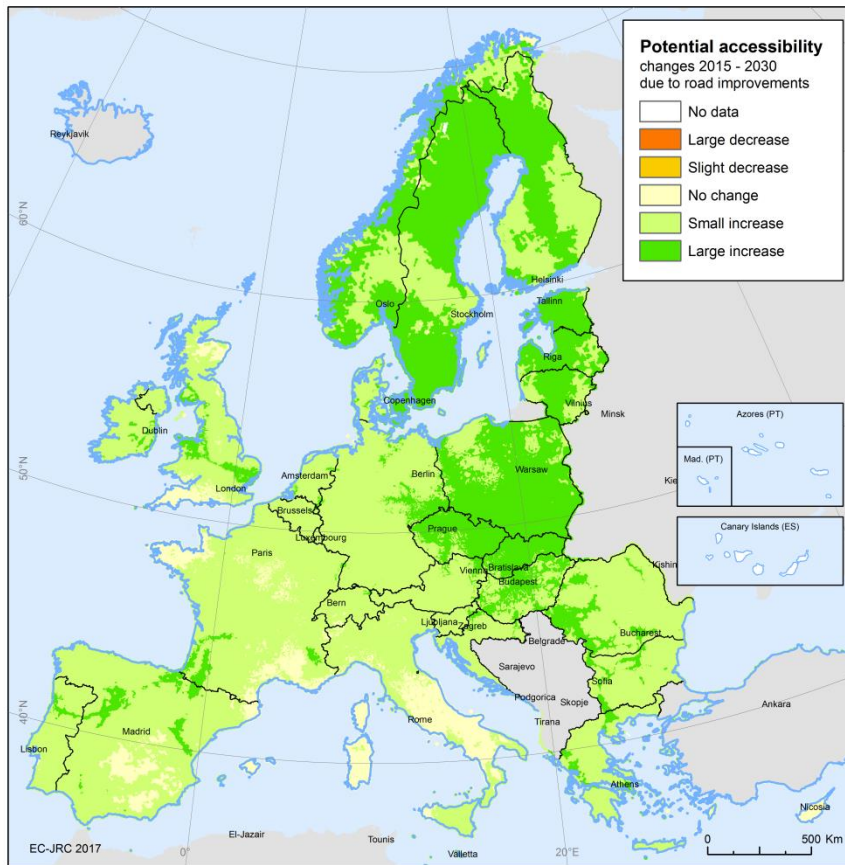 Potential accessibility
changes 2015 - 2030
due to road improvements
No data
Large decrease
Slight decrease
No change
Small increase
Large increase
Reykjavik
60°N
Oslo
Helsinki
Tallinn
Stockholm
Riga
Copenhagen
Vilnius
Minsk
Azores (PT)
Mad. (PT)
Canary Islands (ES)
Dublin
50°N
London
Amsterdam
Berlin
Warsaw
Brussels
Luxembourg
Prague
Kie
Paris
Vienna
Bratislava
Budapest
Kishin
Bern
Ljubljana
Zagreb
Belgrade
Bucharest
Sarajevo
Sofia
Podgorica
Skopje
Rome
Tirana
Ankara
40°N
Madrid
Lisbon
Athens
Nicosia
EC-JRC 2017
0°
El-Jazair
Tounis
Valletta
20°E
0 500 Km